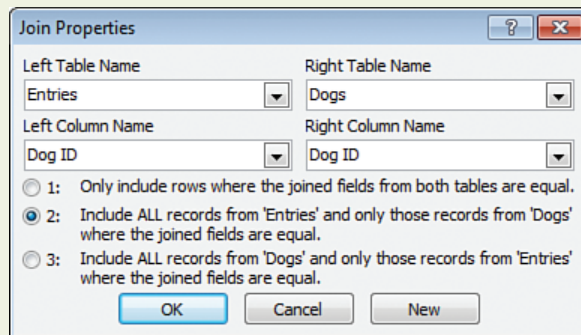 Join Properties
Left Table Name Right Table Name
Entries Dogs
Left Column Name Right Column Name
Dog ID Dog ID
1: Only include rows where the joined fields from both tables are equal.
2: Include ALL records from 'Entries' and only those records from 'Dogs'
where the joined fields are equal.
3: Include ALL records from 'Dogs' and only those records from 'Entries'
where the joined fields are equal.
OK Cancel New